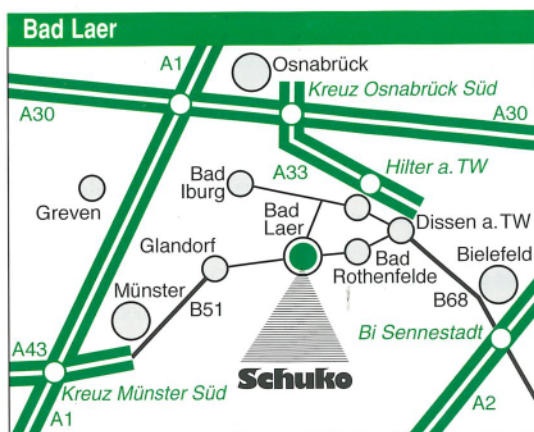 Bad Laer
A1
Osnabrück
Kreuz Osnabrück Süd
A30
A30
A33
Hilter a. TW
Bad
Iburg
Greven
Bad
Laer
Dissen a. TW
Glandorf
Bad
Rothenfelde
Bielefeld
Münster
B51
B68
Bi Sennestadt
A43
Schuko
Kreuz Münster Süd
A1
A2